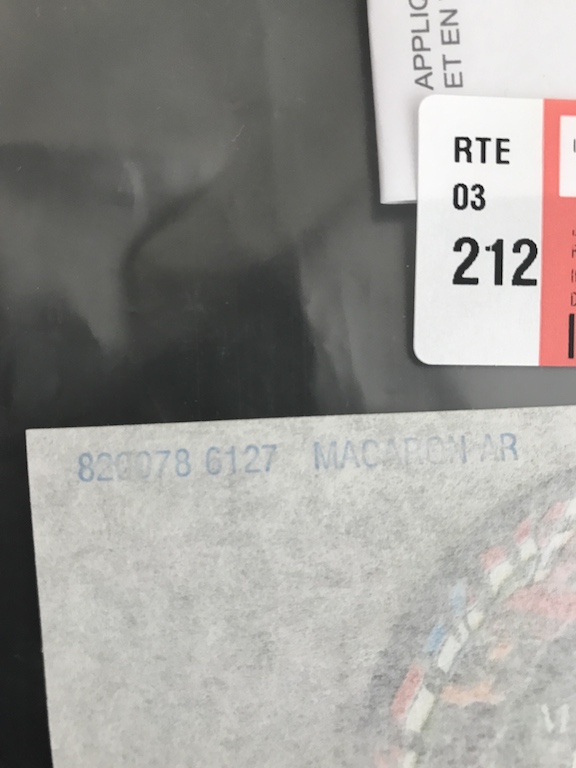 APPLIC
ET EN
RTE
03
212
820078 6127 MACARON AR